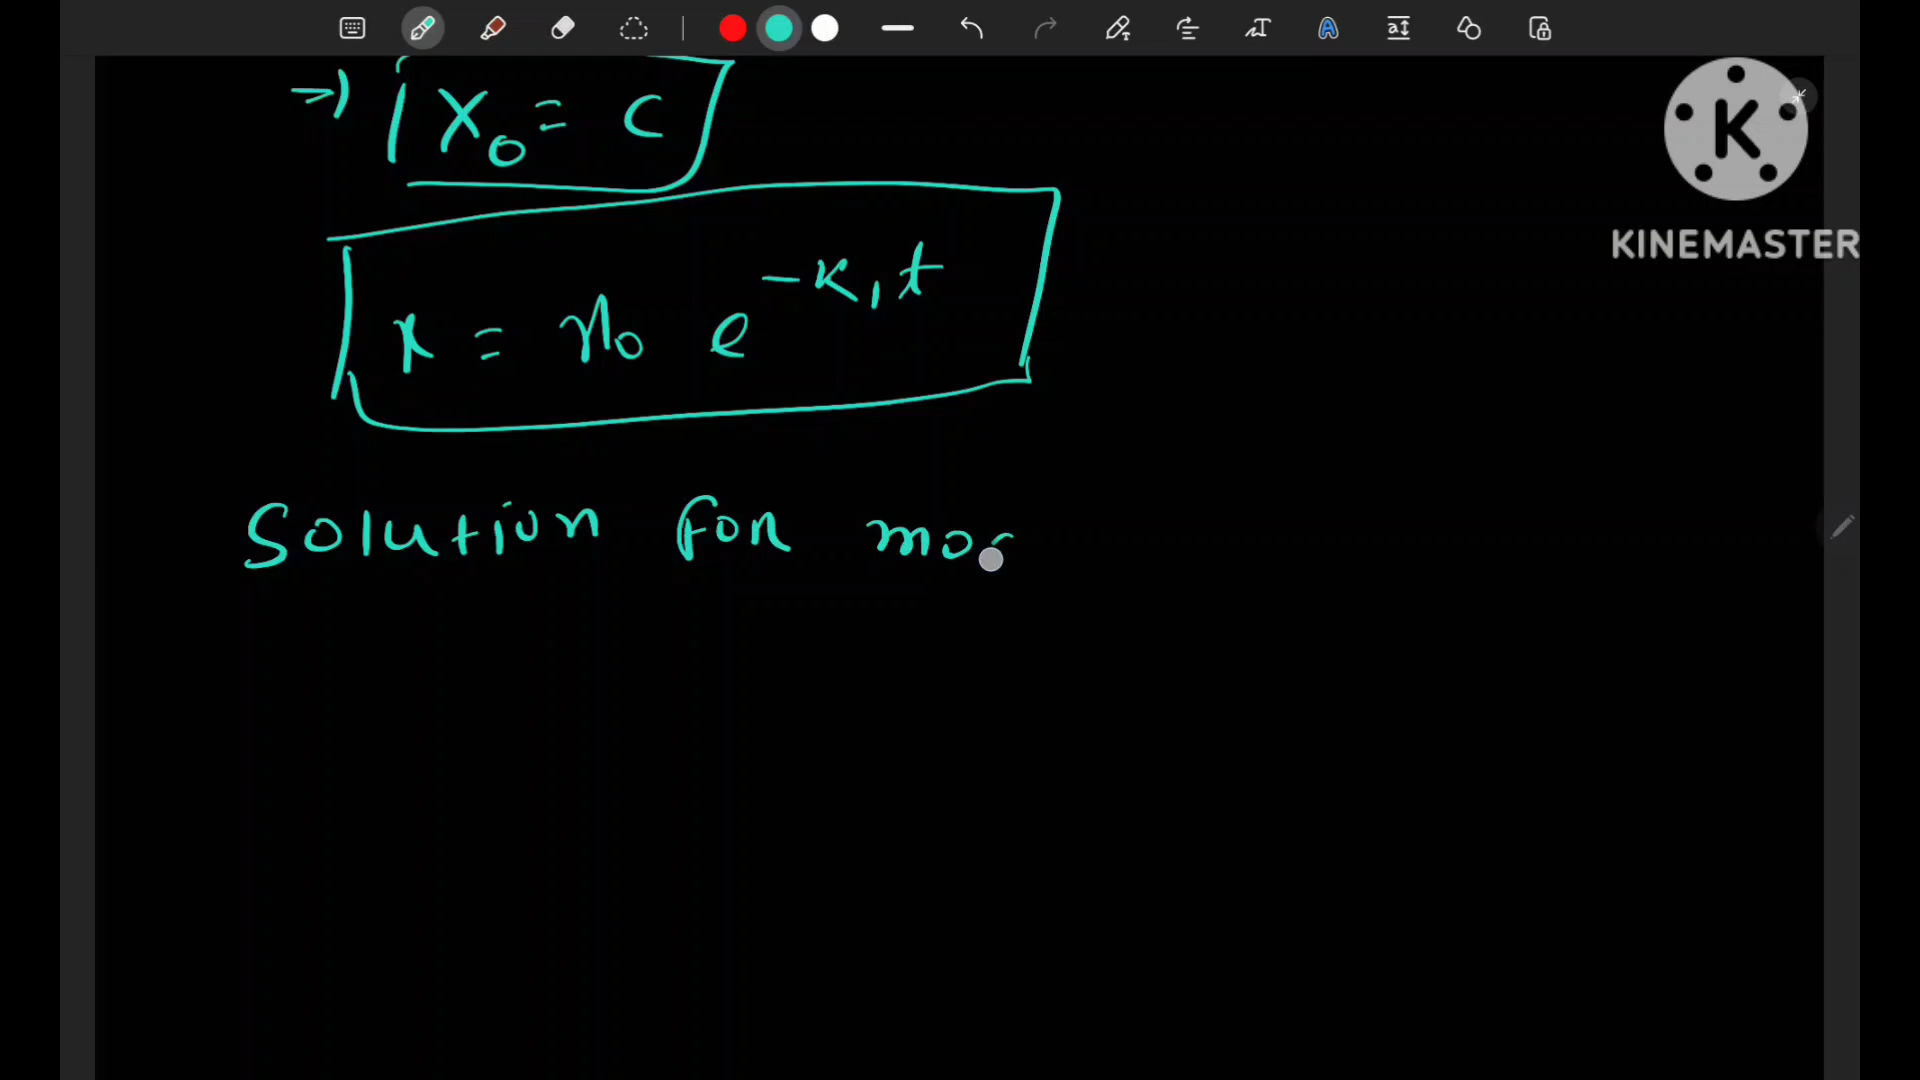 →) X₀ = C
x = x₀ e^{-k₁t}
Solution for mo
K
KINEMASTER